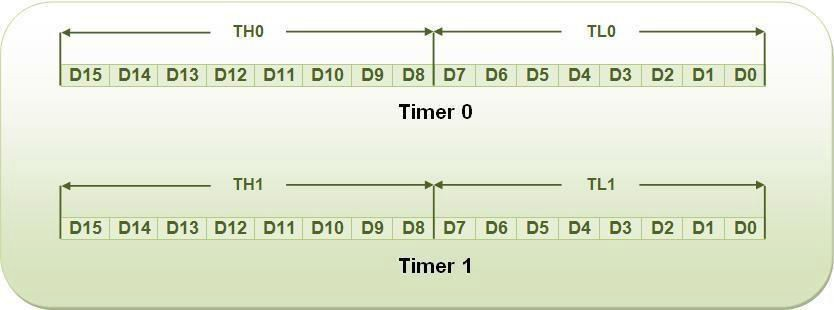 TH0 TL0
D15 D14 D13 D12 D11 D10 D9 D8 D7 D6 D5 D4 D3 D2 D1 D0
Timer 0
TH1 TL1
D15 D14 D13 D12 D11 D10 D9 D8 D7 D6 D5 D4 D3 D2 D1 D0
Timer 1